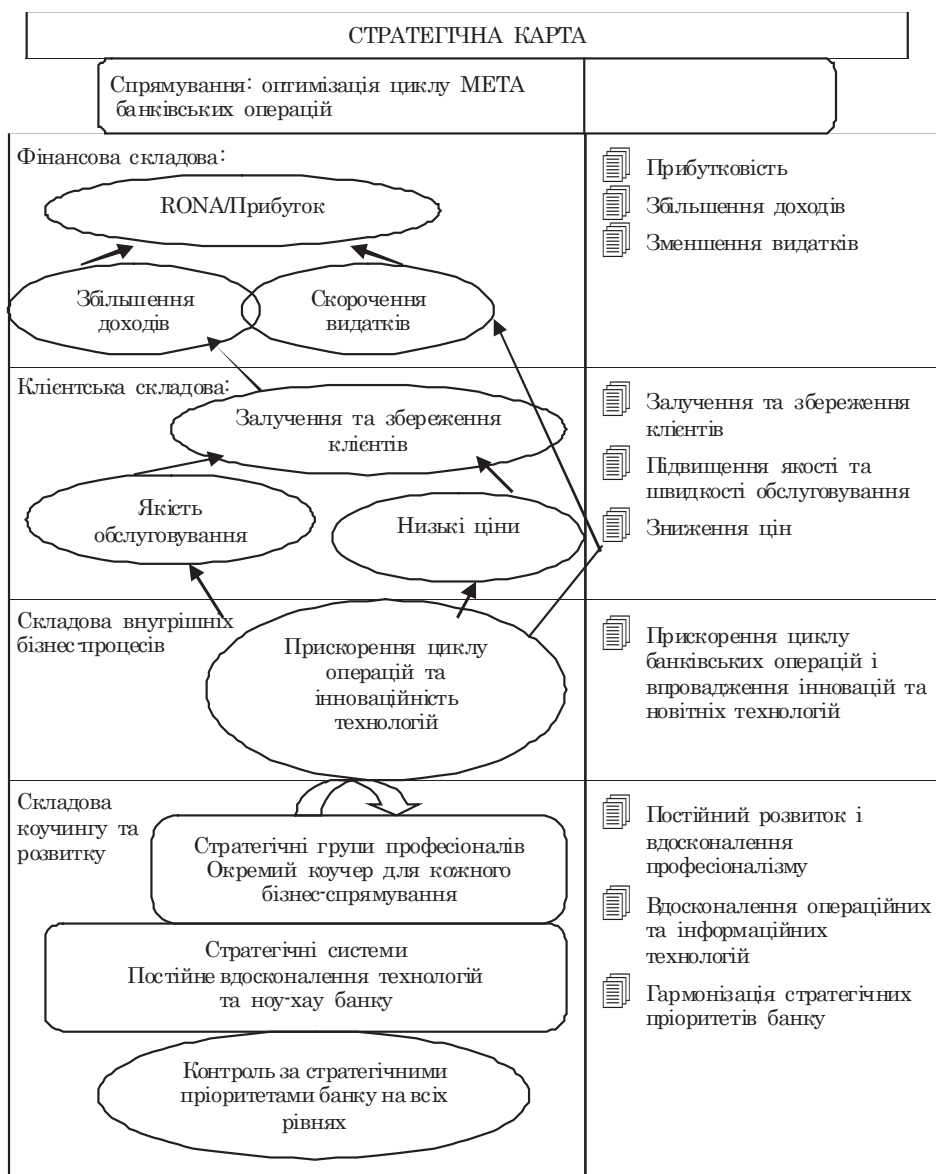 СТРАТЕГІЧНА КАРТА
Спрямування: оптимізація циклу МЕТА
банківських операцій
Фінансова складова:
RONA/Прибуток
Збільшення
доходів
Скорочення
видатків
Прибутковість
Збільшення доходів
Зменшення видатків
Клієнтська складова:
Залучення та збереження
клієнтів
Якість
обслуговування
Низькі ціни
Залучення та збереження
клієнтів
Підвищення якості та
швидкості обслуговування
Зниження цін
Складова внутрішніх
бізнес-процесів
Прискорення циклу
операцій та
інноваційність
технологій
Прискорення циклу
банківських операцій і
впровадження інновацій та
новітніх технологій
Складова
коучингу та
розвитку
Стратегічні групи професіоналів
Окремий коучер для кожного
бізнес-спрямування
Стратегічні системи
Постійне вдосконалення технологій
та ноу-хау банку
Контроль за стратегічними
пріоритетами банку на всіх
рівнях
Постійний розвиток і
вдосконалення
професіоналізму
Вдосконалення операційних
та інформаційних
технологій
Гармонізація стратегічних
пріоритетів банку